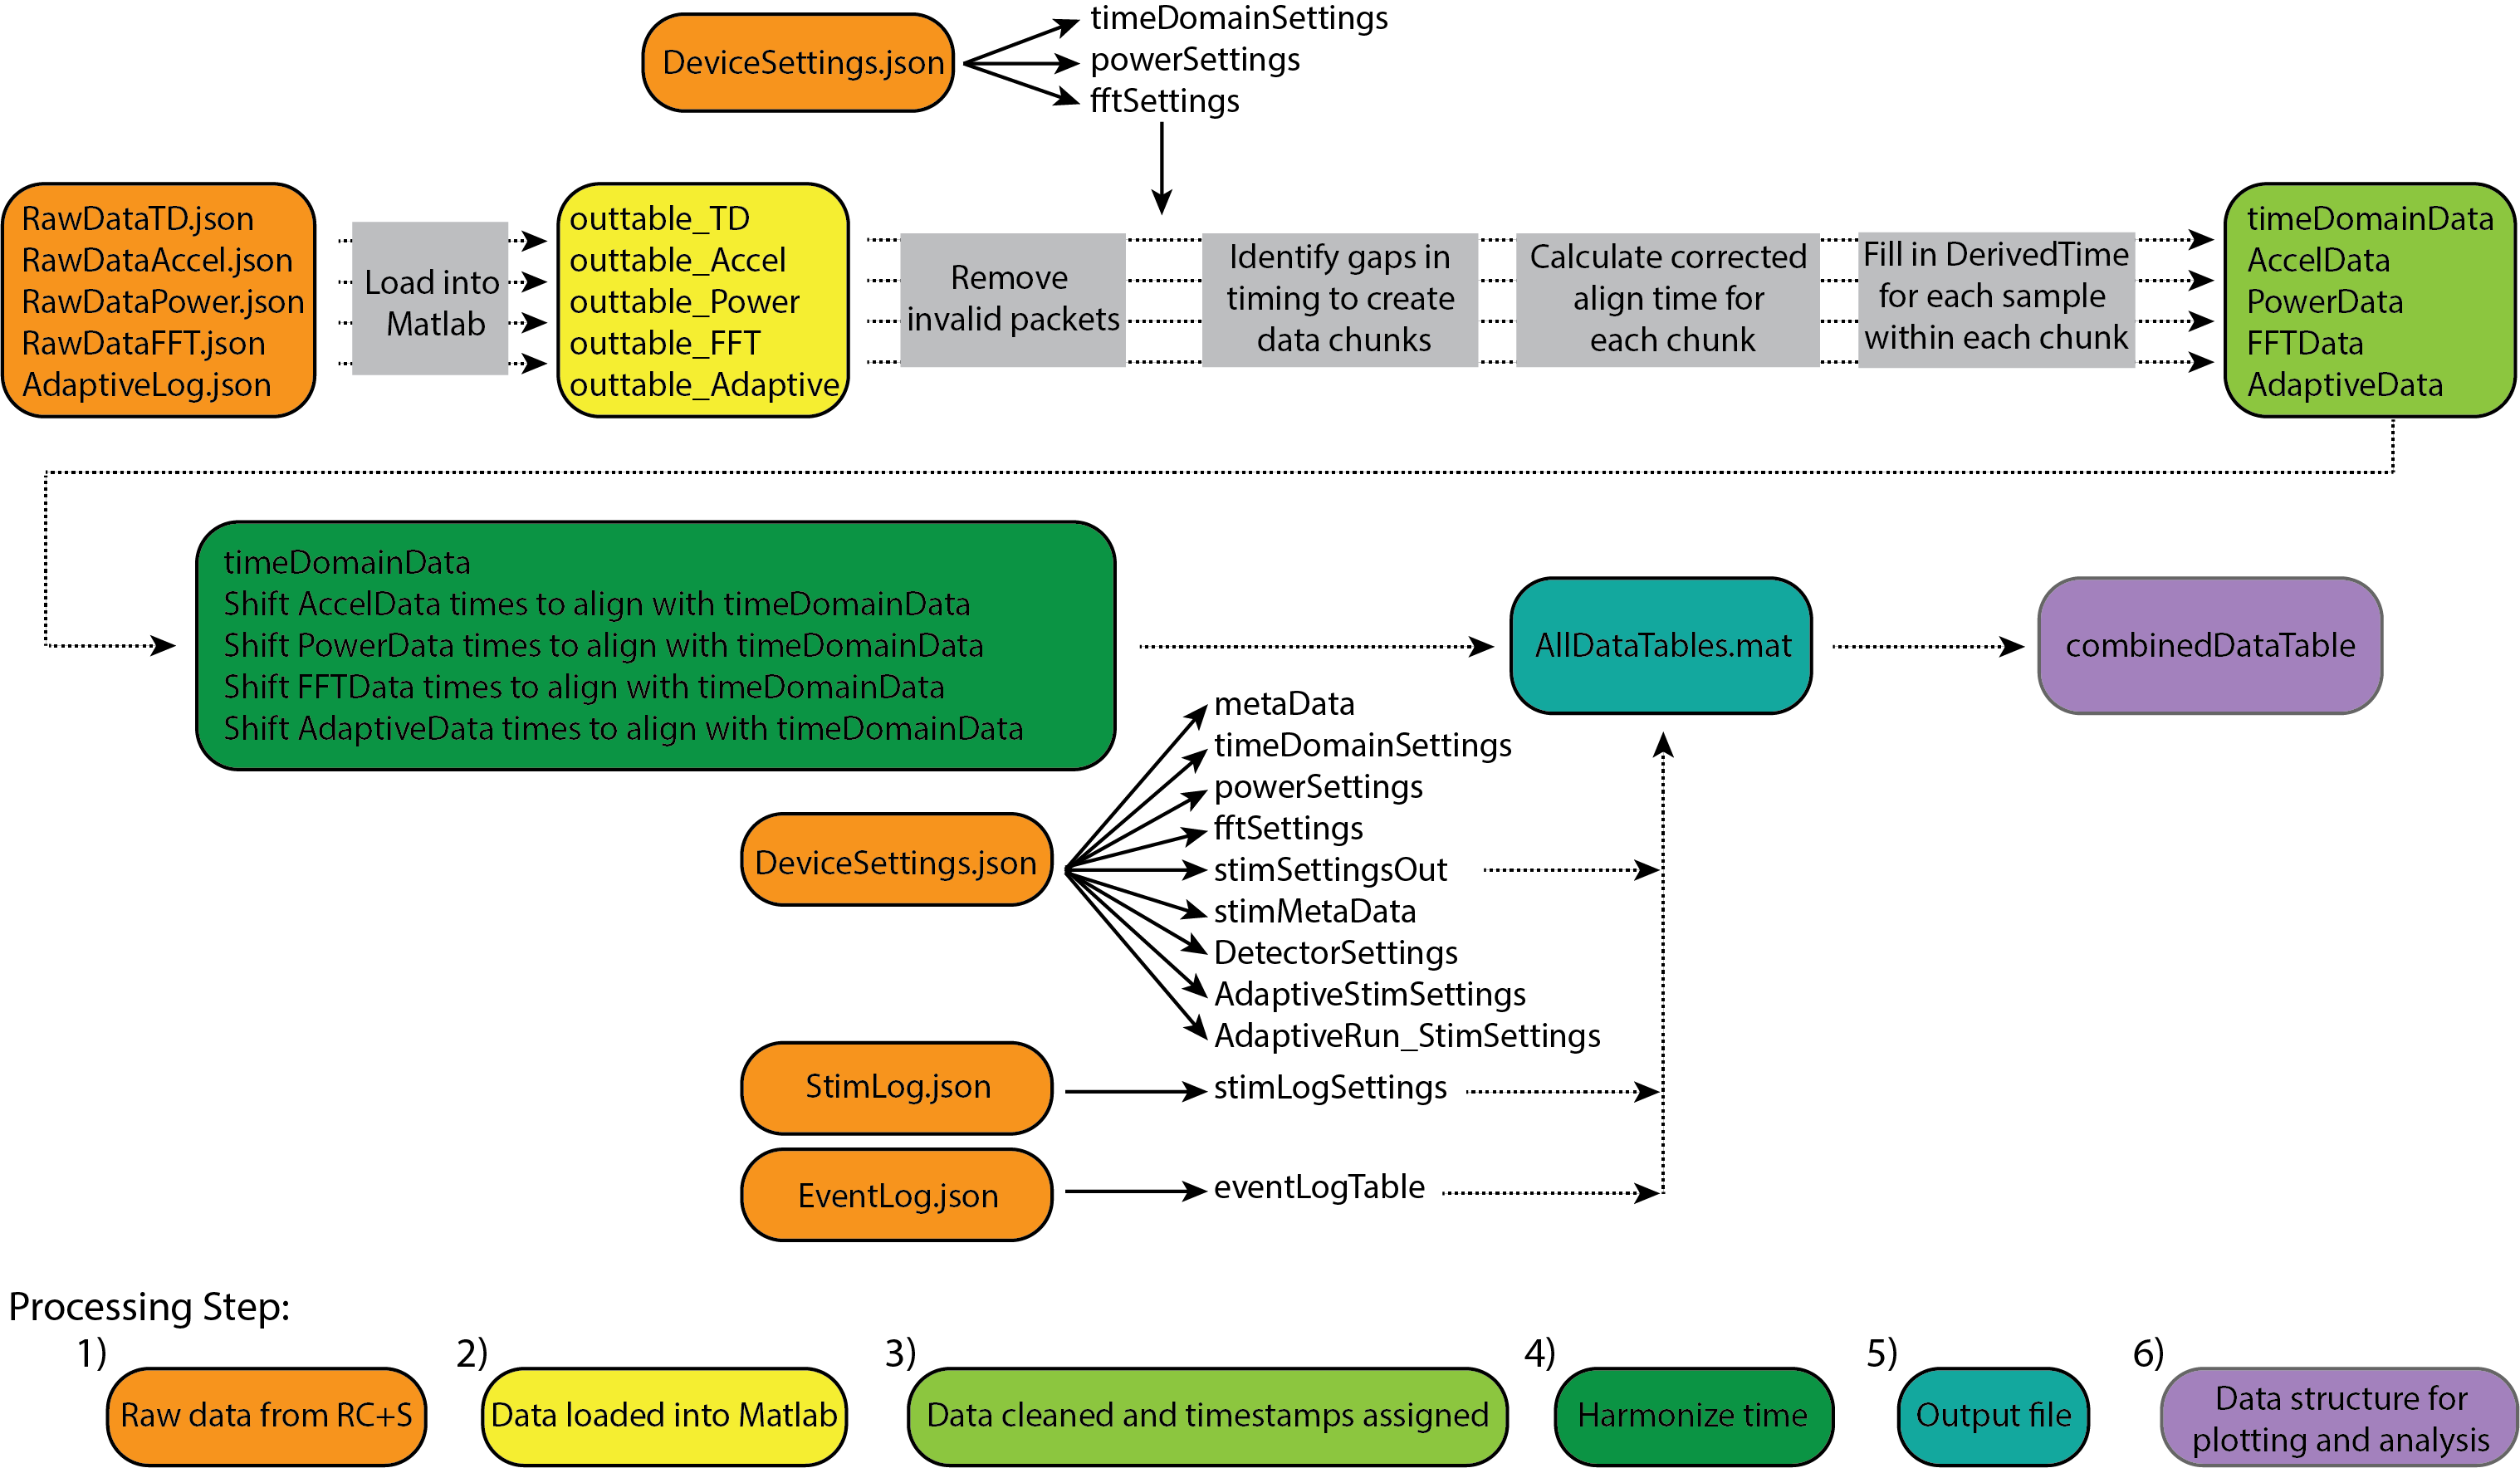 DeviceSettings.json
timeDomainSettings
powerSettings
fftSettings
RawDataTD.json
RawDataAccel.json
RawDataPower.json
RawDataFFT.json
AdaptiveLog.json
Load into
Matlab
outtable_TD
outtable_Accel
outtable_Power
outtable_FFT
outtable_Adaptive
Remove
invalid packets
Identify gaps in
timing to create
data chunks
Calculate corrected
align time for
each chunk
Fill in DerivedTime
for each sample
within each chunk
timeDomainData
AccelData
PowerData
FFTData
AdaptiveData
timeDomainData
Shift AccelData times to align with timeDomainData
Shift PowerData times to align with timeDomainData
Shift FFTData times to align with timeDomainData
Shift AdaptiveData times to align with timeDomainData
AllDataTables.mat
combinedDataTable
DeviceSettings.json
metaData
timeDomainSettings
powerSettings
fftSettings
stimSettingsOut
stimMetaData
DetectorSettings
AdaptiveStimSettings
AdaptiveRun_StimSettings
StimLog.json
stimLogSettings
EventLog.json
eventLogTable
Processing Step:
1)
Raw data from RC+S
2)
Data loaded into Matlab
3)
Data cleaned and timestamps assigned
4)
Harmonize time
5)
Output file
6)
Data structure for
plotting and analysis